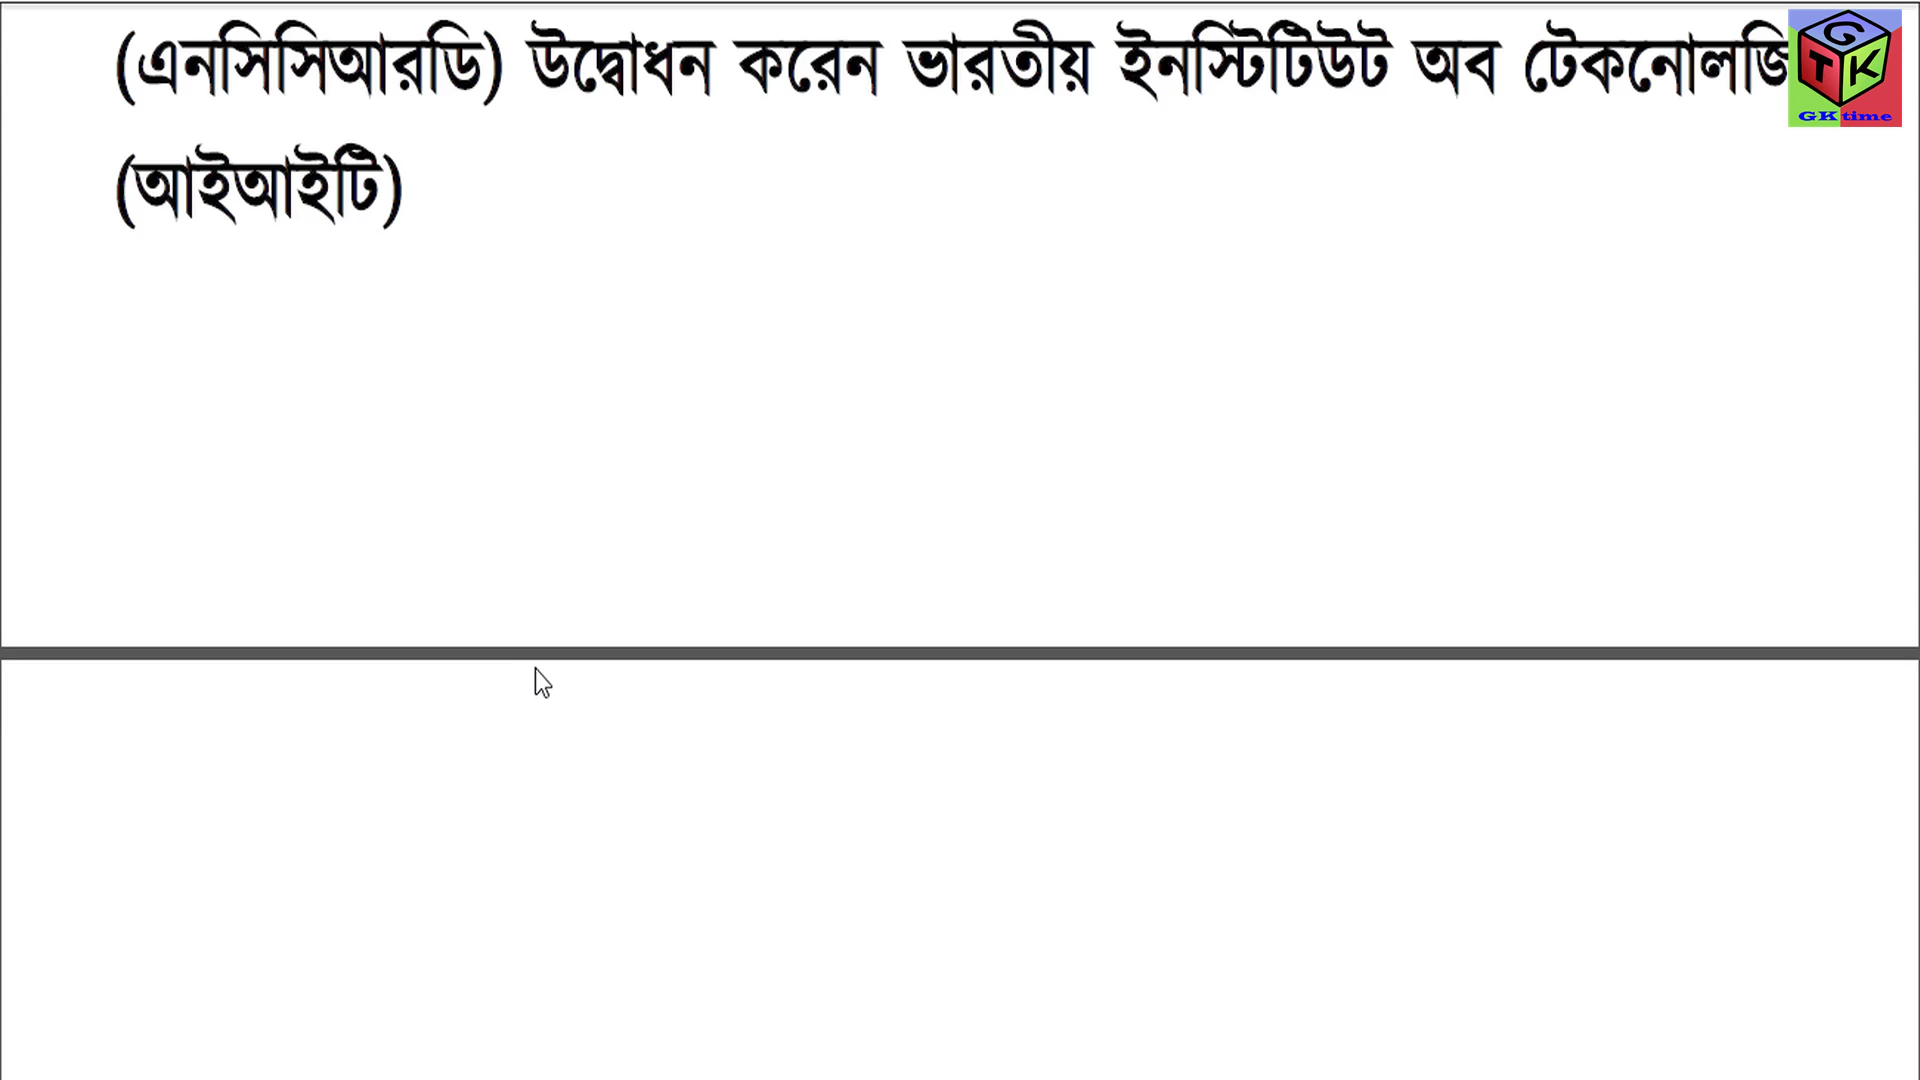 (এনসিসিআরডি) উদ্বোধন করেন ভারতীয় ইনস্টিটিউট অব টেকনোলজি
(আইআইটি)
G
T K
GK time